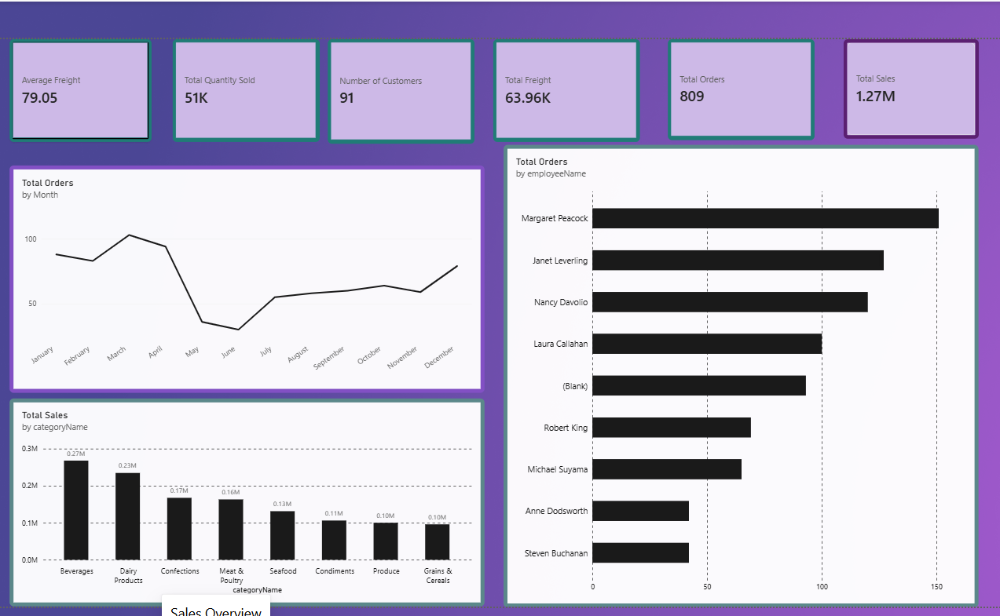 Average Freight
79.05
Total Quantity Sold
51K
Number of Customers
91
Total Freight
63.96K
Total Orders
809
Total Sales
1.27M
Total Orders
by Month
100
50
January
February
March
April
May
June
July
August
September
October
November
December
Total Sales
by categoryName
0.3M
0.2M
0.1M
0.0M
0.27M
0.23M
0.17M
0.16M
0.13M
0.11M
0.10M
0.10M
Beverages
Dairy
Products
Confections
Meat &
Poultry
Seafood
Condiments
Produce
Grains &
Cereals
categoryName
Total Orders
by employeeName
Margaret Peacock
Janet Leverling
Nancy Davolio
Laura Callahan
(Blank)
Robert King
Michael Suyama
Anne Dodsworth
Steven Buchanan
0
50
100
150
Sales Overview